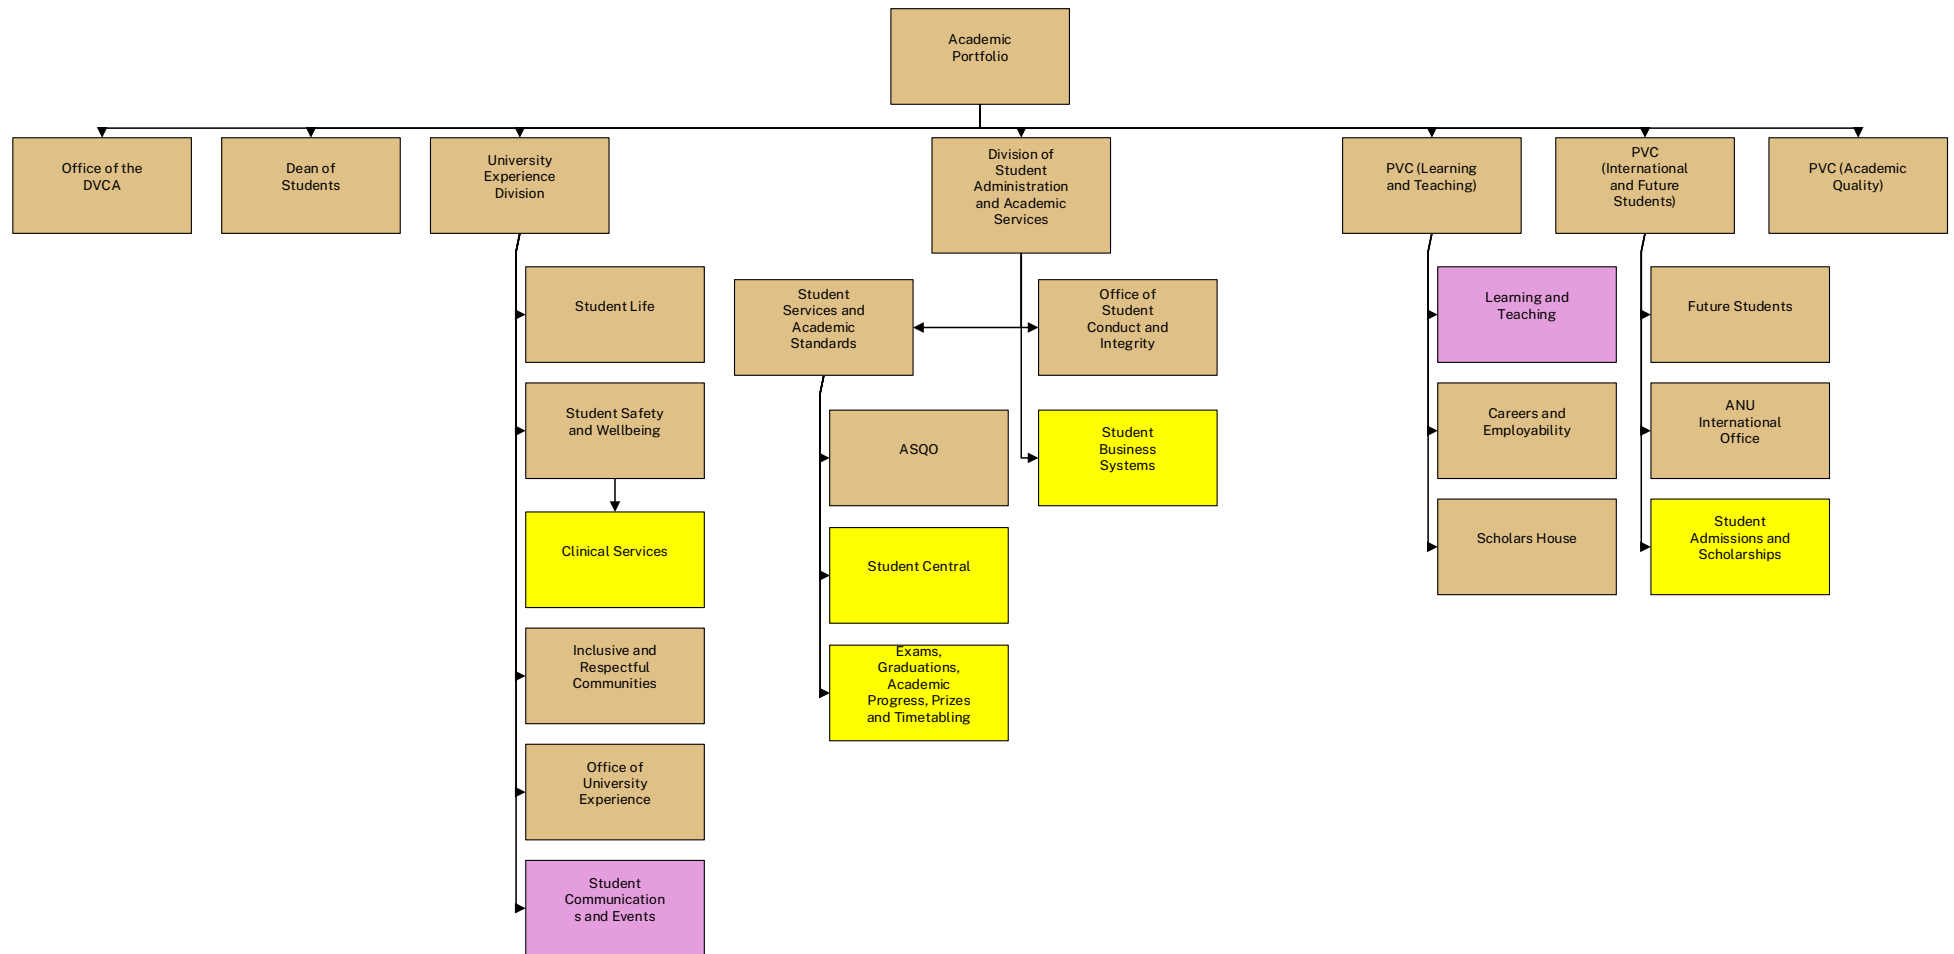 Academic
Portfolio
Office of the
DVCA
Dean of
Students
University
Experience
Division
Division of
Student
Administration
and Academic
Services
PVC (Learning
and Teaching)
PVC
(International
and Future
Students)
PVC (Academic
Quality)
Student Life
Student Safety
and Wellbeing
Clinical Services
Inclusive and
Respectful
Communities
Office of
University
Experience
Student
Communication
s and Events
Student
Services and
Academic
Standards
ASQO
Student Central
Exams,
Graduations,
Academic
Progress, Prizes
and Timetabling
Office of
Student
Conduct and
Integrity
Student
Business
Systems
Learning and
Teaching
Careers and
Employability
Scholars House
Future Students
ANU
International
Office
Student
Admissions and
Scholarships